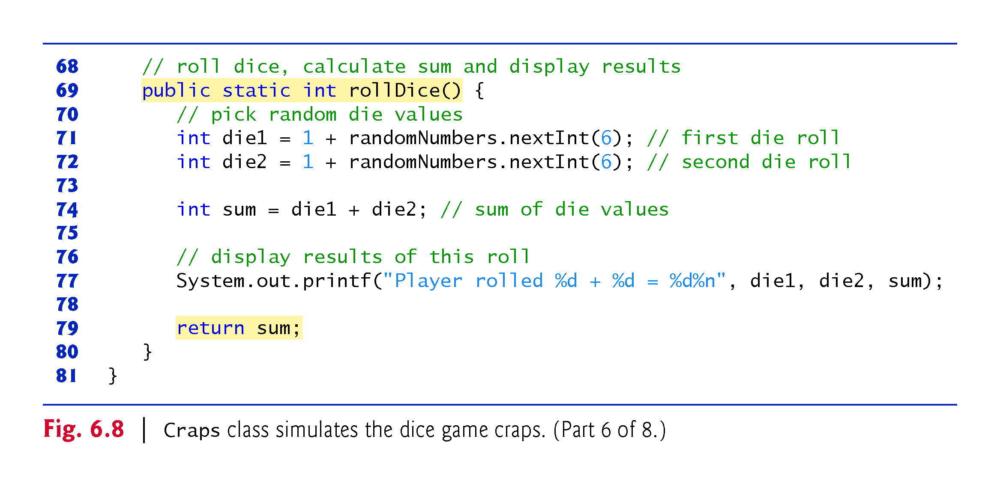 68 // roll dice, calculate sum and display results
69 public static int rollDice() {
70 // pick random die values
71 int die1 = 1 + randomNumbers.nextInt(6); // first die roll
72 int die2 = 1 + randomNumbers.nextInt(6); // second die roll
73
74 int sum = die1 + die2; // sum of die values
75
76 // display results of this roll
77 System.out.printf("Player rolled %d + %d = %d%n", die1, die2, sum);
78
79 return sum;
80 }
81 }
Fig. 6.8 | Craps class simulates the dice game craps. (Part 6 of 8.)